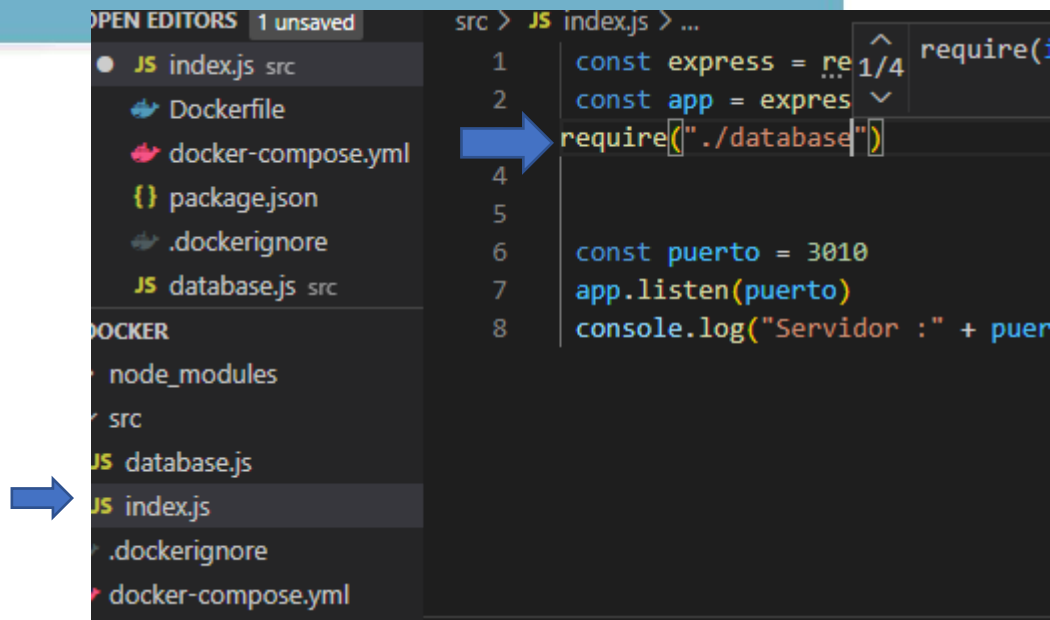 OPEN EDITORS 1 unsaved
JS index.js src
Dockerfile
docker-compose.yml
{} package.json
.dockerignore
JS database.js src
DOCKER
node_modules
src
JS database.js
JS index.js
.dockerignore
docker-compose.yml
src > JS index.js > ...
1 const express = re
2 const app = expres
require("./database")
4
5
6 const puerto = 3010
7 app.listen(puerto)
8 console.log("Servidor :" + puer
1/4 require(i